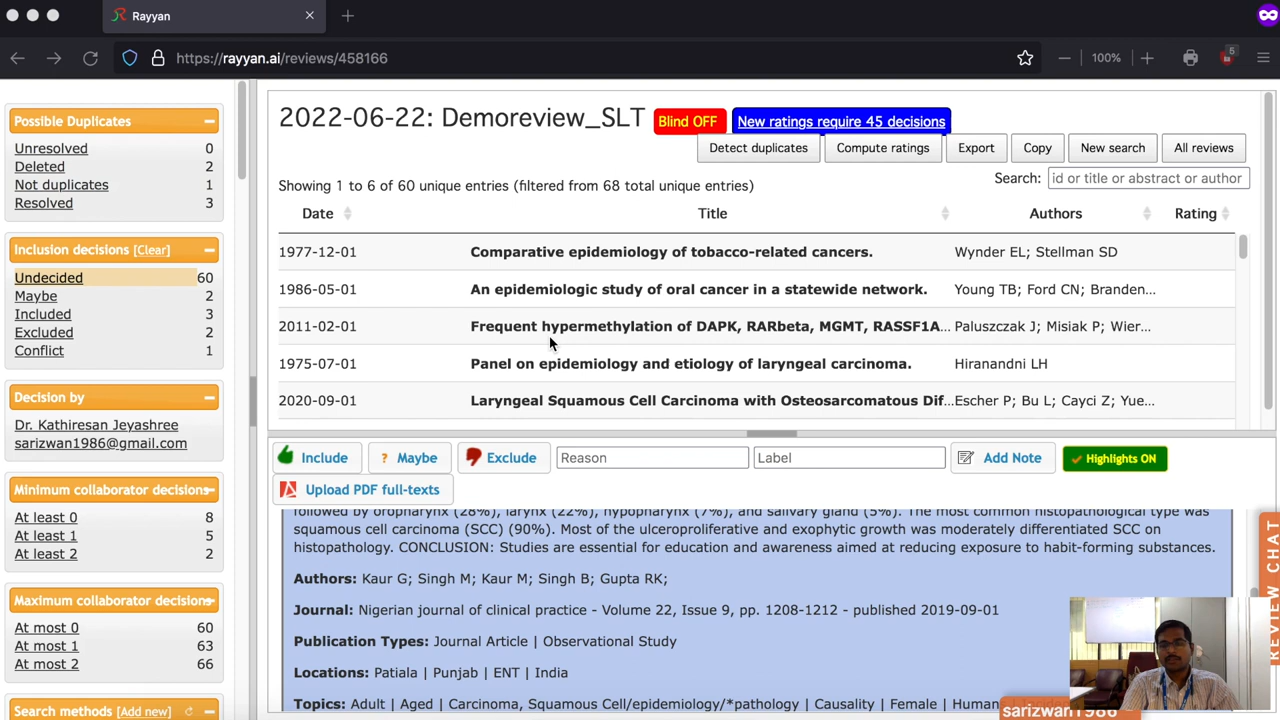 Rayyan
https://rayyan.ai/reviews/458166
100%
5
Possible Duplicates
Unresolved 0
Deleted 2
Not duplicates 1
Resolved 3
Inclusion decisions [Clear]
Undecided 60
Maybe 2
Included 3
Excluded 2
Conflict 1
Decision by
Dr. Kathiresan Jeyashree
sarizwan1986@gmail.com
Minimum collaborator decisions
At least 0 8
At least 1 5
At least 2 2
Maximum collaborator decisions
At most 0 60
At most 1 63
At most 2 66
Search methods [Add new]
2022-06-22: Demoreview_SLT Blind OFF New ratings require 45 decisions
Detect duplicates Compute ratings Export Copy New search All reviews
Showing 1 to 6 of 60 unique entries (filtered from 68 total unique entries) Search: id or title or abstract or author
Date Title Authors Rating
1977-12-01 Comparative epidemiology of tobacco-related cancers. Wynder EL; Stellman SD
1986-05-01 An epidemiologic study of oral cancer in a statewide network. Young TB; Ford CN; Branden...
2011-02-01 Frequent hypermethylation of DAPK, RARbeta, MGMT, RASSF1A... Paluszczak J; Misiak P; Wier...
1975-07-01 Panel on epidemiology and etiology of laryngeal carcinoma. Hiranandni LH
2020-09-01 Laryngeal Squamous Cell Carcinoma with Osteosarcomatous Dif... Escher P; Bu L; Cayci Z; Yue...
Include ? Maybe Exclude Reason Label Add Note Highlights ON
Upload PDF full-texts
followed by oropharynx (28%), larynx (22%), hypopharynx (7%), and salivary gland (5%). The most common histopathological type was
squamous cell carcinoma (SCC) (90%). Most of the ulceroproliferative and exophytic growth was moderately differentiated SCC on
histopathology. CONCLUSION: Studies are essential for education and awareness aimed at reducing exposure to habit-forming substances.
Authors: Kaur G; Singh M; Kaur M; Singh B; Gupta RK;
Journal: Nigerian journal of clinical practice - Volume 22, Issue 9, pp. 1208-1212 - published 2019-09-01
Publication Types: Journal Article | Observational Study
Locations: Patiala | Punjab | ENT | India
Topics: Adult | Aged | Carcinoma, Squamous Cell/epidemiology/*pathology | Causality | Female | Human
REVIEW CHAT
sarizwan1986